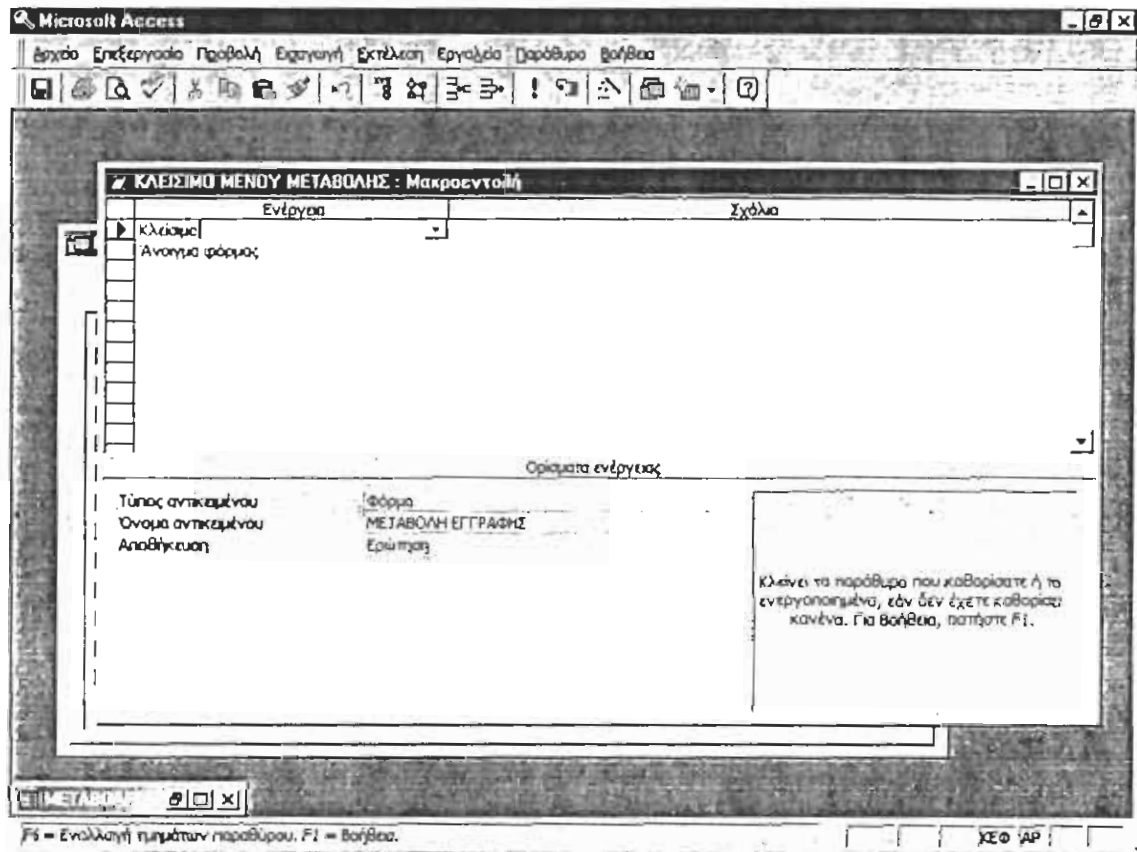 Microsoft Access
Αρχείο Επεξεργασία Προβολή Εισαγωγή Εκτέλεση Εργαλεία Παράθυρο Βοήθεια
ΚΛΕΙΣΙΜΟ ΜΕΝΟΥ ΜΕΤΑΒΟΛΗΣ : Μακροεντολή
Ενέργεια Σχόλια
Κλείσιμο
Άνοιγμα φόρμας
Ορίσματα ενέργειας
Τύπος αντικειμένου Φόρμα
Όνομα αντικειμένου ΜΕΤΑΒΟΛΗ ΕΓΓΡΑΦΗΣ
Αποθήκευση Ερώτηση
Κλείνει το παράθυρο που καθορίσατε ή το
ενεργοποιημένο, εάν δεν έχετε καθορίσει
κανένα. Για Βοήθεια, πατήστε F1.
F6 = Εναλλαγή τμημάτων παραθύρου. F1 = Βοήθεια.
ΚΕΦ ΑΡ